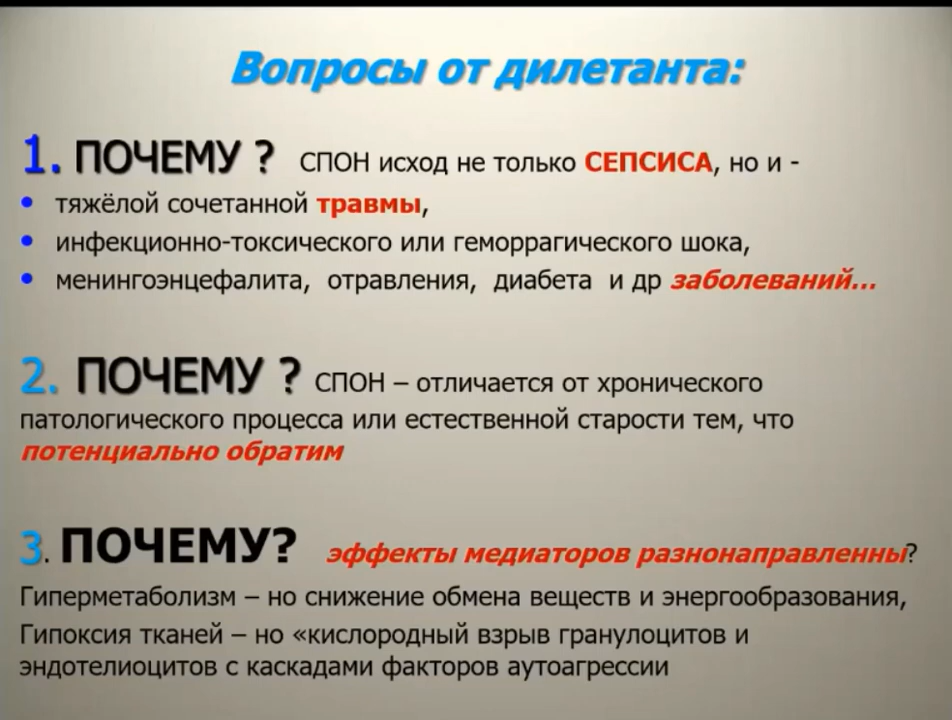 Вопросы от дилетанта:
1. ПОЧЕМУ ? СПОН исход не только СЕПСИСА, но и -
• тяжёлой сочетанной травмы,
• инфекционно-токсического или геморрагического шока,
• менингоэнцефалита, отравления, диабета и др заболеваний...
2. ПОЧЕМУ ? СПОН – отличается от хронического
патологического процесса или естественной старости тем, что
потенциально обратим
3. ПОЧЕМУ? эффекты медиаторов разнонаправленны?
Гиперметаболизм – но снижение обмена веществ и энергообразования,
Гипоксия тканей – но «кислородный взрыв гранулоцитов и
эндотелиоцитов с каскадами факторов аутоагрессии